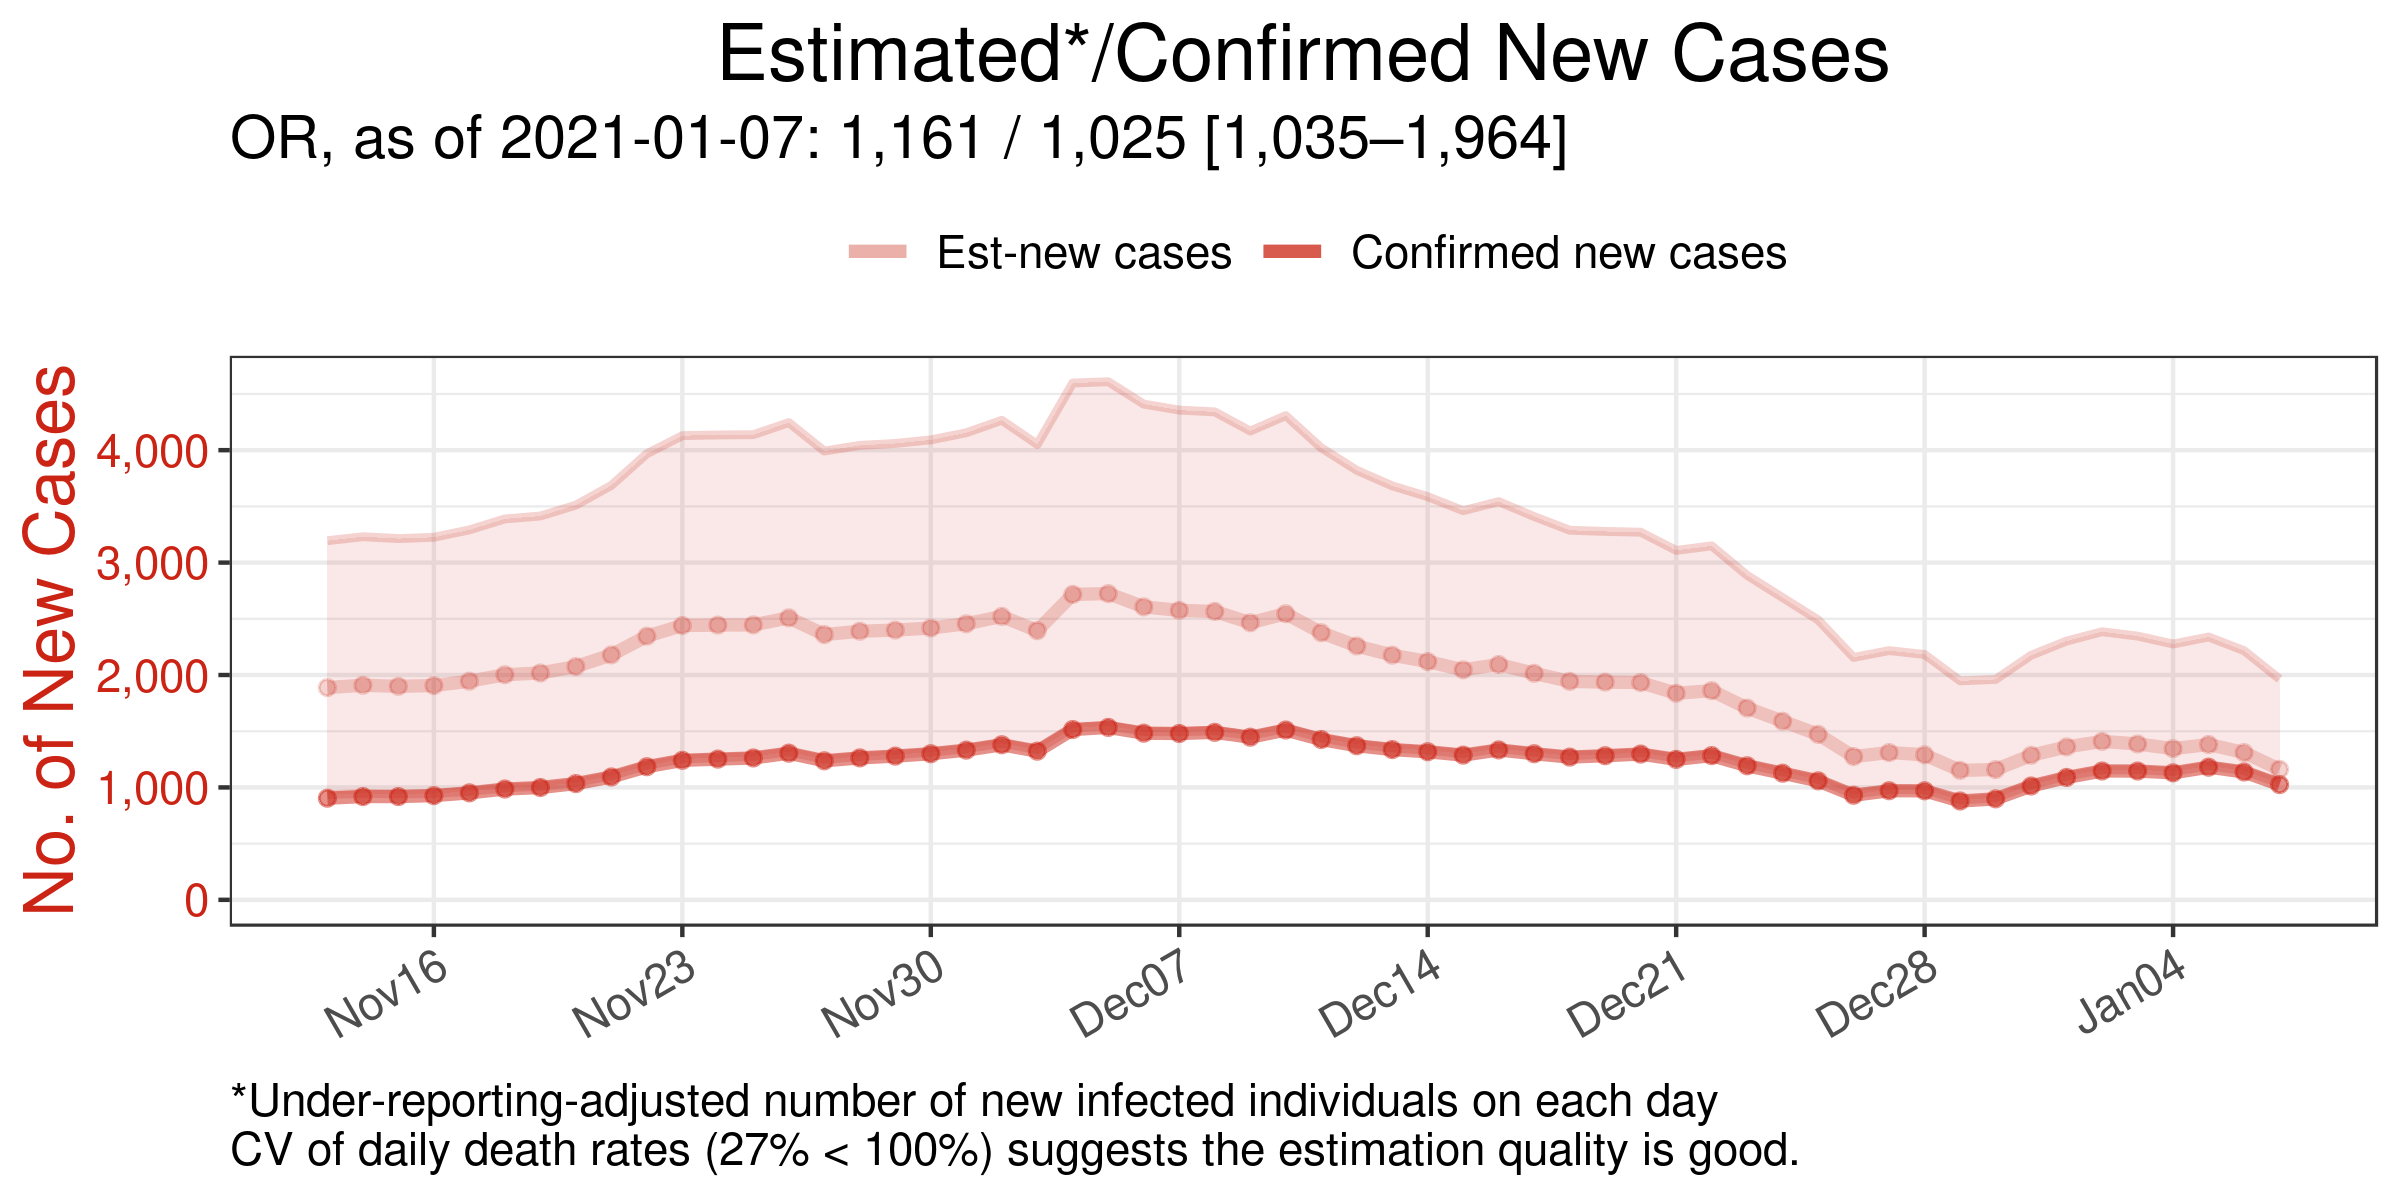 Estimated*/Confirmed New Cases
OR, as of 2021-01-07: 1,161 / 1,025 [1,035–1,964]
Est-new cases Confirmed new cases
No. of New Cases
4,000
3,000
2,000
1,000
0
Nov16 Nov23 Nov30 Dec07 Dec14 Dec21 Dec28 Jan04
*Under-reporting-adjusted number of new infected individuals on each day
CV of daily death rates (27% < 100%) suggests the estimation quality is good.